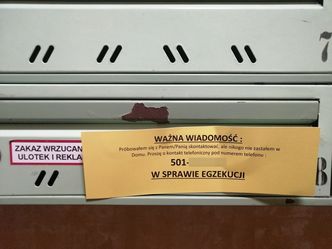 7
ZAKAZ WRZUCAN
ULOTEK I REKLA
WAŻNA WIADOMOŚĆ :
Próbowałem się z Panem/Panią skontaktować, ale nikogo nie zastałem w
Domu. Proszę o kontakt telefoniczny pod numerem telefonu :
501-
W SPRAWIE EGZEKUCJI
8